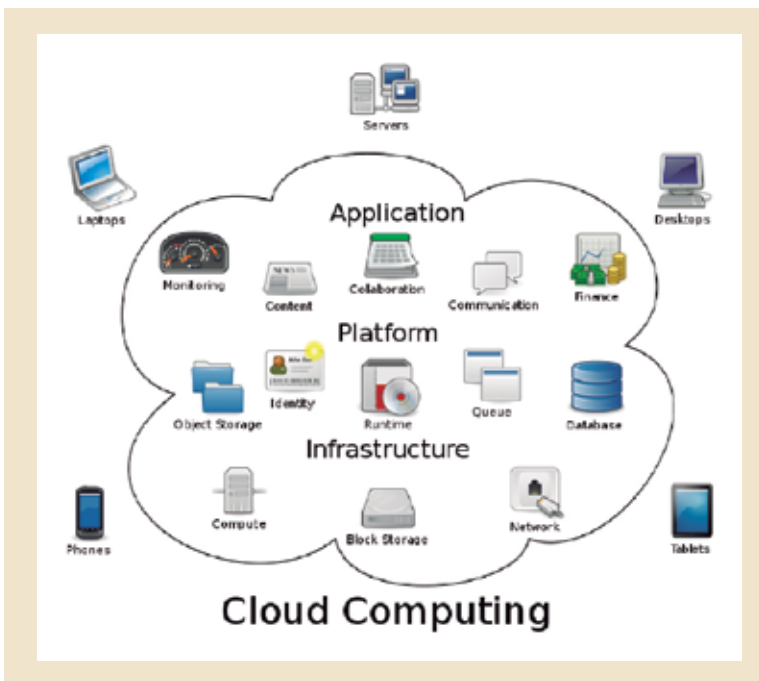 Servers
Laptops
Desktops
Application
Monitoring
Content
Collaboration
Communication
Finance
Platform
Object Storage
Identity
Runtime
Queue
Database
Infrastructure
Compute
Block Storage
Network
Phones
Tablets
Cloud Computing